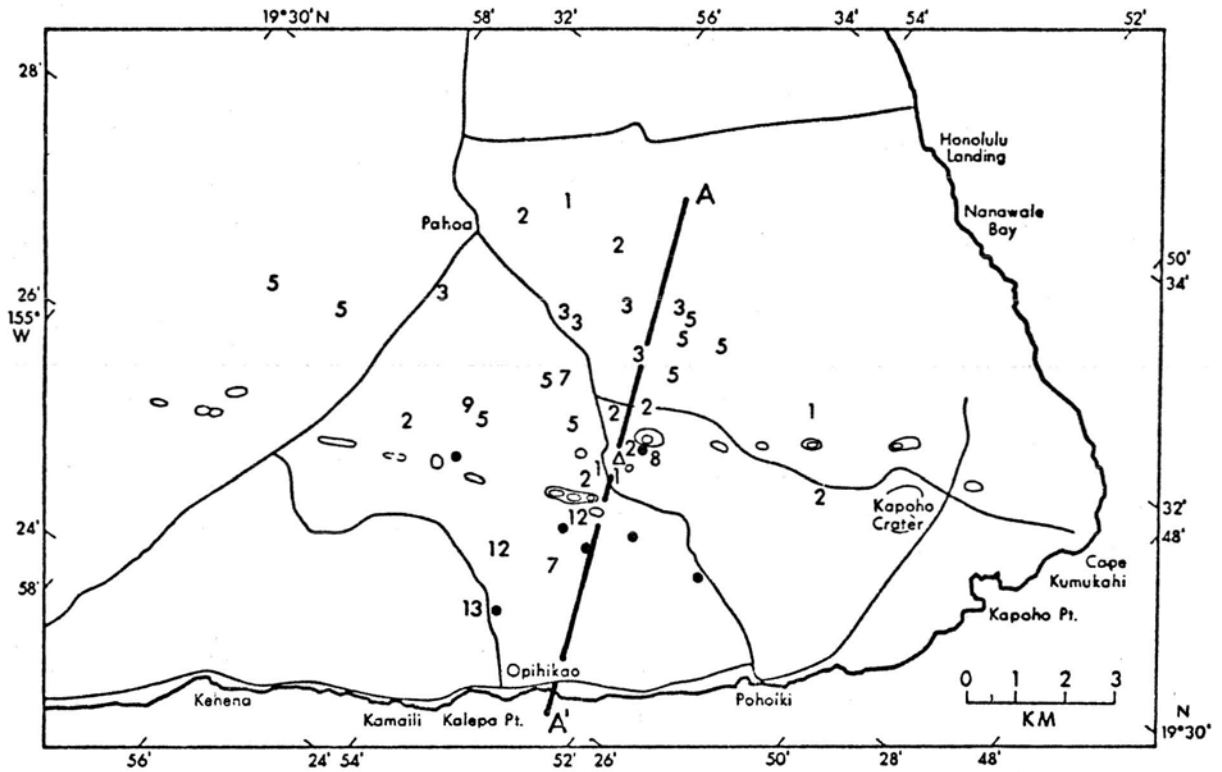 19°30' N 58' 32' 56' 34' 54' 52'
28'
Honolulu
Landing
A
1
2
Nanawale
Bay
Pahoa
2
50'
34'
5
3
26'
5
3
3
3
3
5
155°
W
5
5
3
5
5
7
9
2
5
5
2
2
1
2
8
Δ
1
1
2
2
Kapoho
Crater
12
32'
48'
24'
12
7
Cape
Kumukahi
58'
13
Kapoho Pt.
Opihikao
0 1 2 3
KM
Kehena
Kamaili
Kalepa Pt.
A'
Pohoiki
N
19°30'
56' 24' 54' 52' 26' 50' 28' 48'